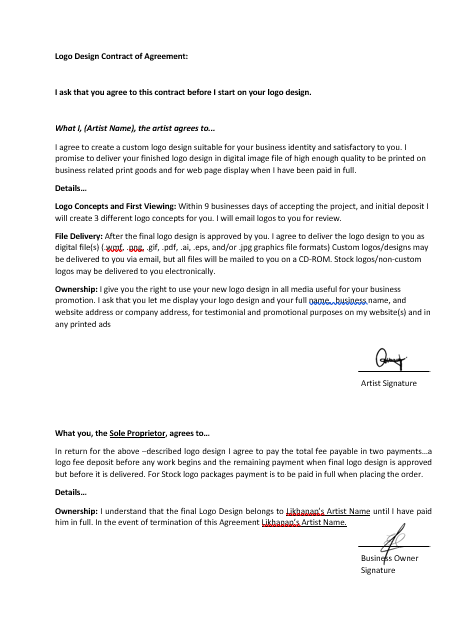 Logo Design Contract of Agreement:
I ask that you agree to this contract before I start on your logo design.
What I, (Artist Name), the artist agrees to...
I agree to create a custom logo design suitable for your business identity and satisfactory to you. I
promise to deliver your finished logo design in digital image file of high enough quality to be printed on
business related print goods and for web page display when I have been paid in full.
Details...
Logo Concepts and First Viewing: Within 9 businesses days of accepting the project, and initial deposit I
will create 3 different logo concepts for you. I will email logos to you for review.
File Delivery: After the final logo design is approved by you. I agree to deliver the logo design to you as
digital file(s) (.wmf, .png, .gif, .pdf, .ai, .eps, and/or .jpg graphics file formats) Custom logos/designs may
be delivered to you via email, but all files will be mailed to you on a CD-ROM. Stock logos/non-custom
logos may be delivered to you electronically.
Ownership: I give you the right to use your new logo design in all media useful for your business
promotion. I ask that you let me display your logo design and your full name, business name, and
website address or company address, for testimonial and promotional purposes on my website(s) and in
any printed ads
Artist Signature
What you, the Sole Proprietor, agrees to...
In return for the above –described logo design I agree to pay the total fee payable in two payments...a
logo fee deposit before any work begins and the remaining payment when final logo design is approved
but before it is delivered. For Stock logo packages payment is to be paid in full when placing the order.
Details...
Ownership: I understand that the final Logo Design belongs to Likhanan's Artist Name until I have paid
him in full. In the event of termination of this Agreement Likhanan's Artist Name.
Business Owner
Signature